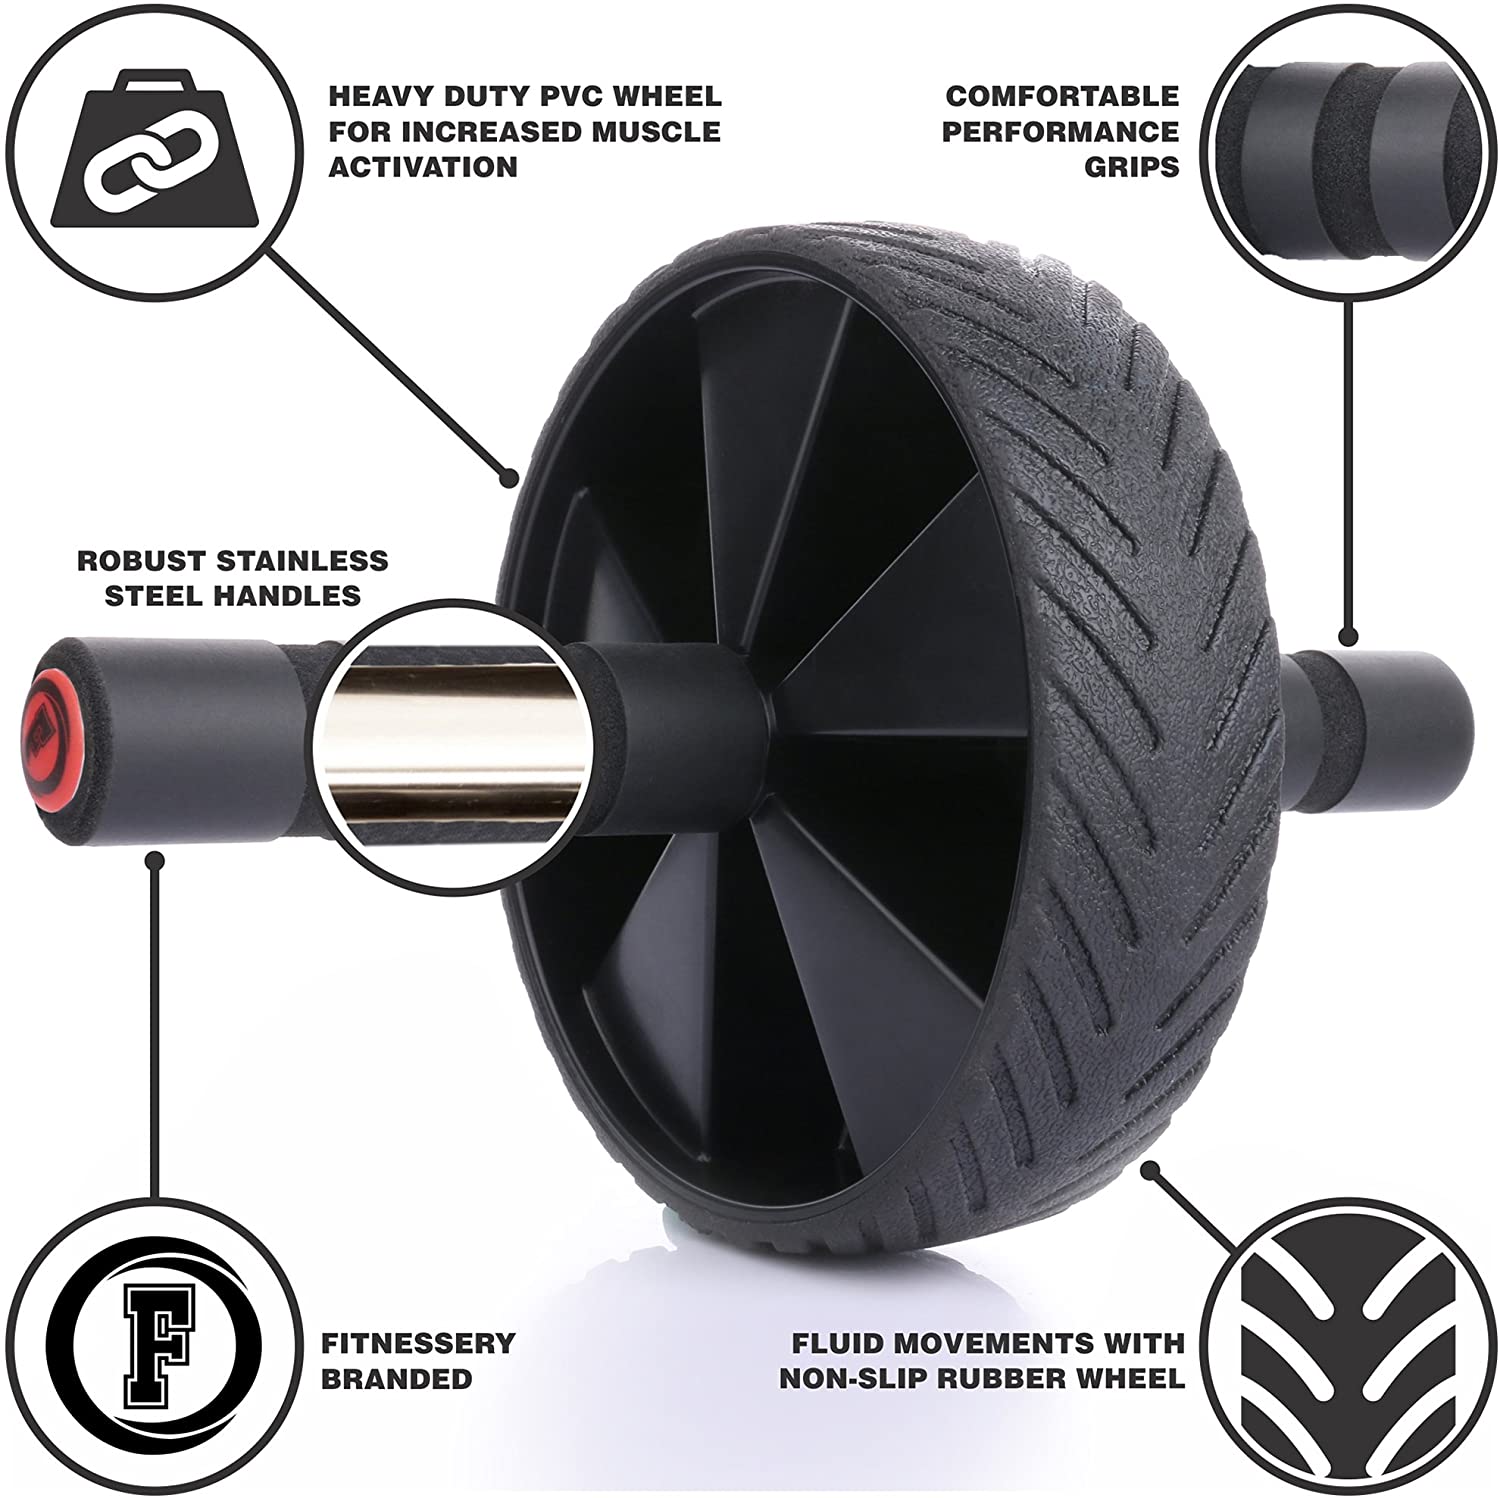 HEAVY DUTY PVC WHEEL
FOR INCREASED MUSCLE
ACTIVATION
COMFORTABLE
PERFORMANCE
GRIPS
ROBUST STAINLESS
STEEL HANDLES
F
FITNESSERY
BRANDED
FLUID MOVEMENTS WITH
NON-SLIP RUBBER WHEEL